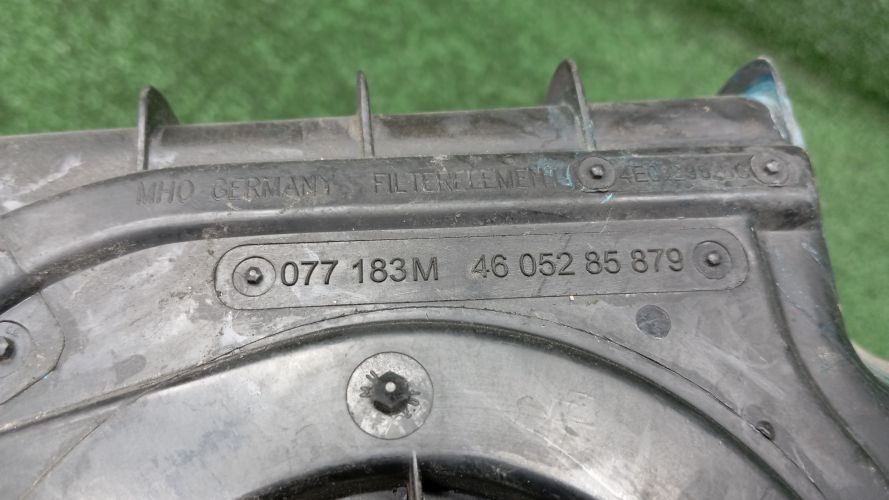 MHO GERMANY FILTERELEMENT
077 183M 46 052 85 879